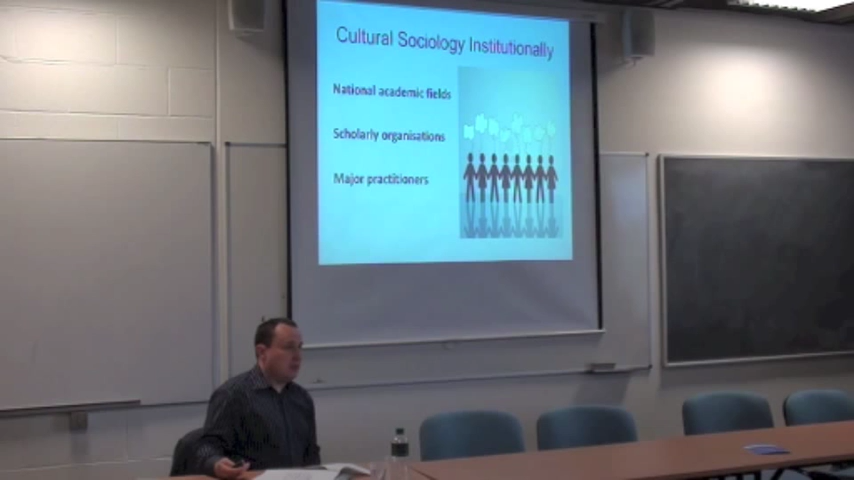 Cultural Sociology Institutionally
National academic fields
Scholarly organisations
Major practitioners